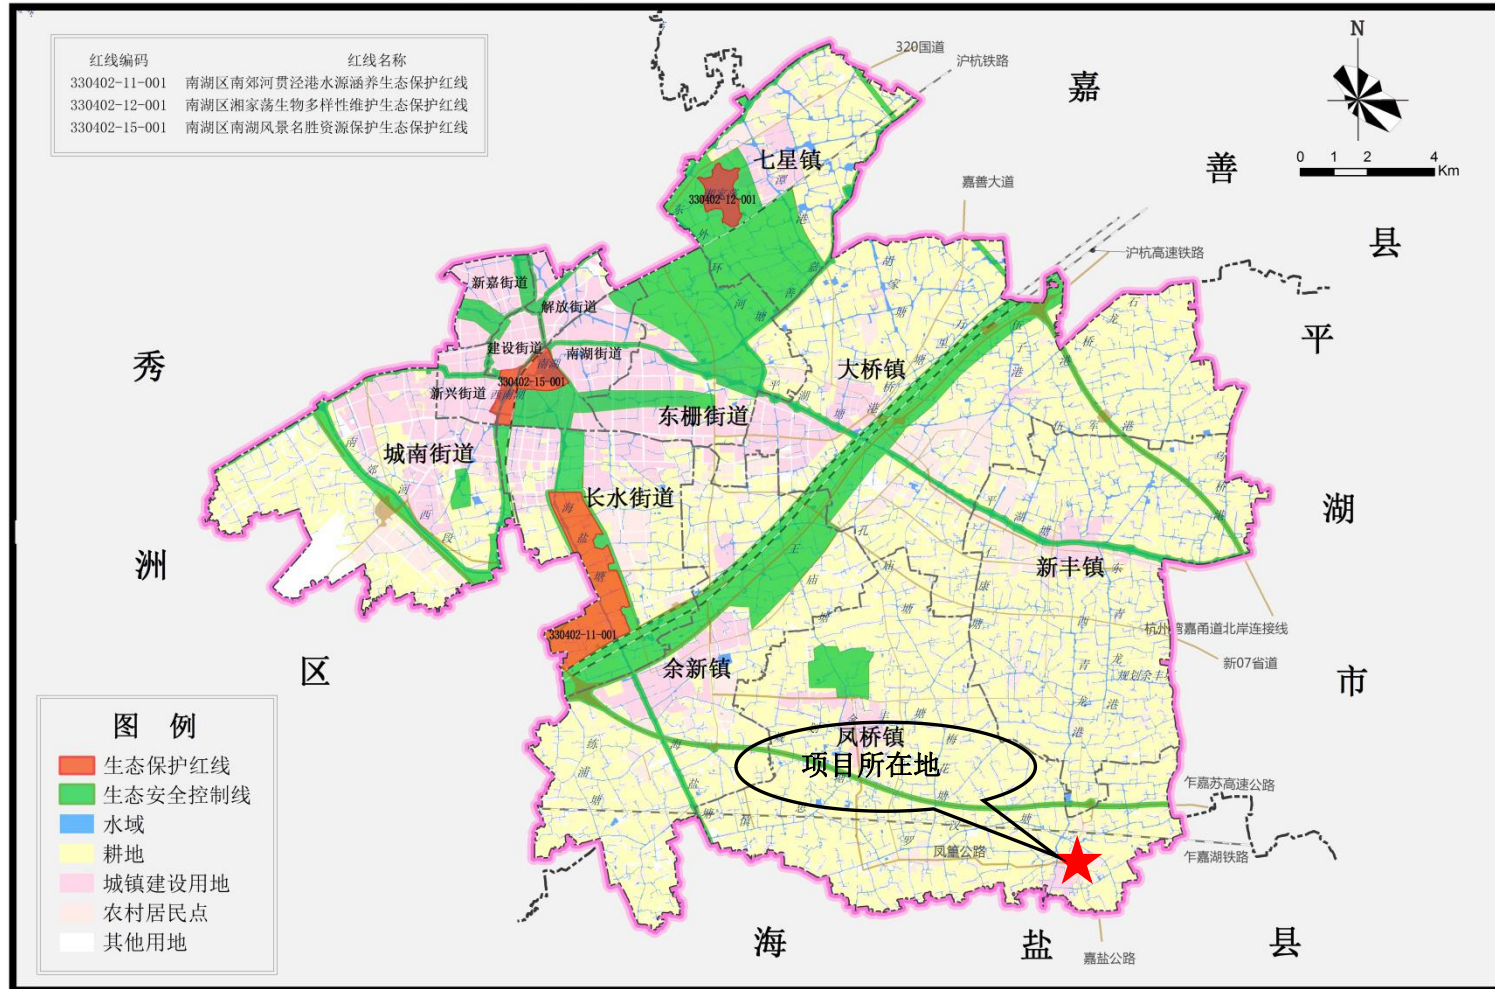 红线编码 红线名称
330402-11-001 南湖区南郊河贯泾港水源涵养生态保护红线
330402-12-001 南湖区湘家荡生物多样性维护生态保护红线
330402-15-001 南湖区南湖风景名胜资源保护生态保护红线
N
0 1 2 4 Km
320国道
沪杭铁路
嘉
善
县
七星镇
330402-12-001
嘉善大道
沪杭高速铁路
新嘉街道
解放街道
建设街道
南湖街道
南湖
330402-15-001
西南湖
新兴街道
大桥镇
东栅街道
城南街道
长水街道
平
湖
市
秀
洲
区
新丰镇
330402-11-001
余新镇
杭州湾嘉甬道北岸连接线
新07省道
凤桥镇
项目所在地
乍嘉苏高速公路
凤篁公路
乍嘉湖铁路
嘉盐公路
海
盐
县
图 例
生态保护红线
生态安全控制线
水域
耕地
城镇建设用地
农村居民点
其他用地